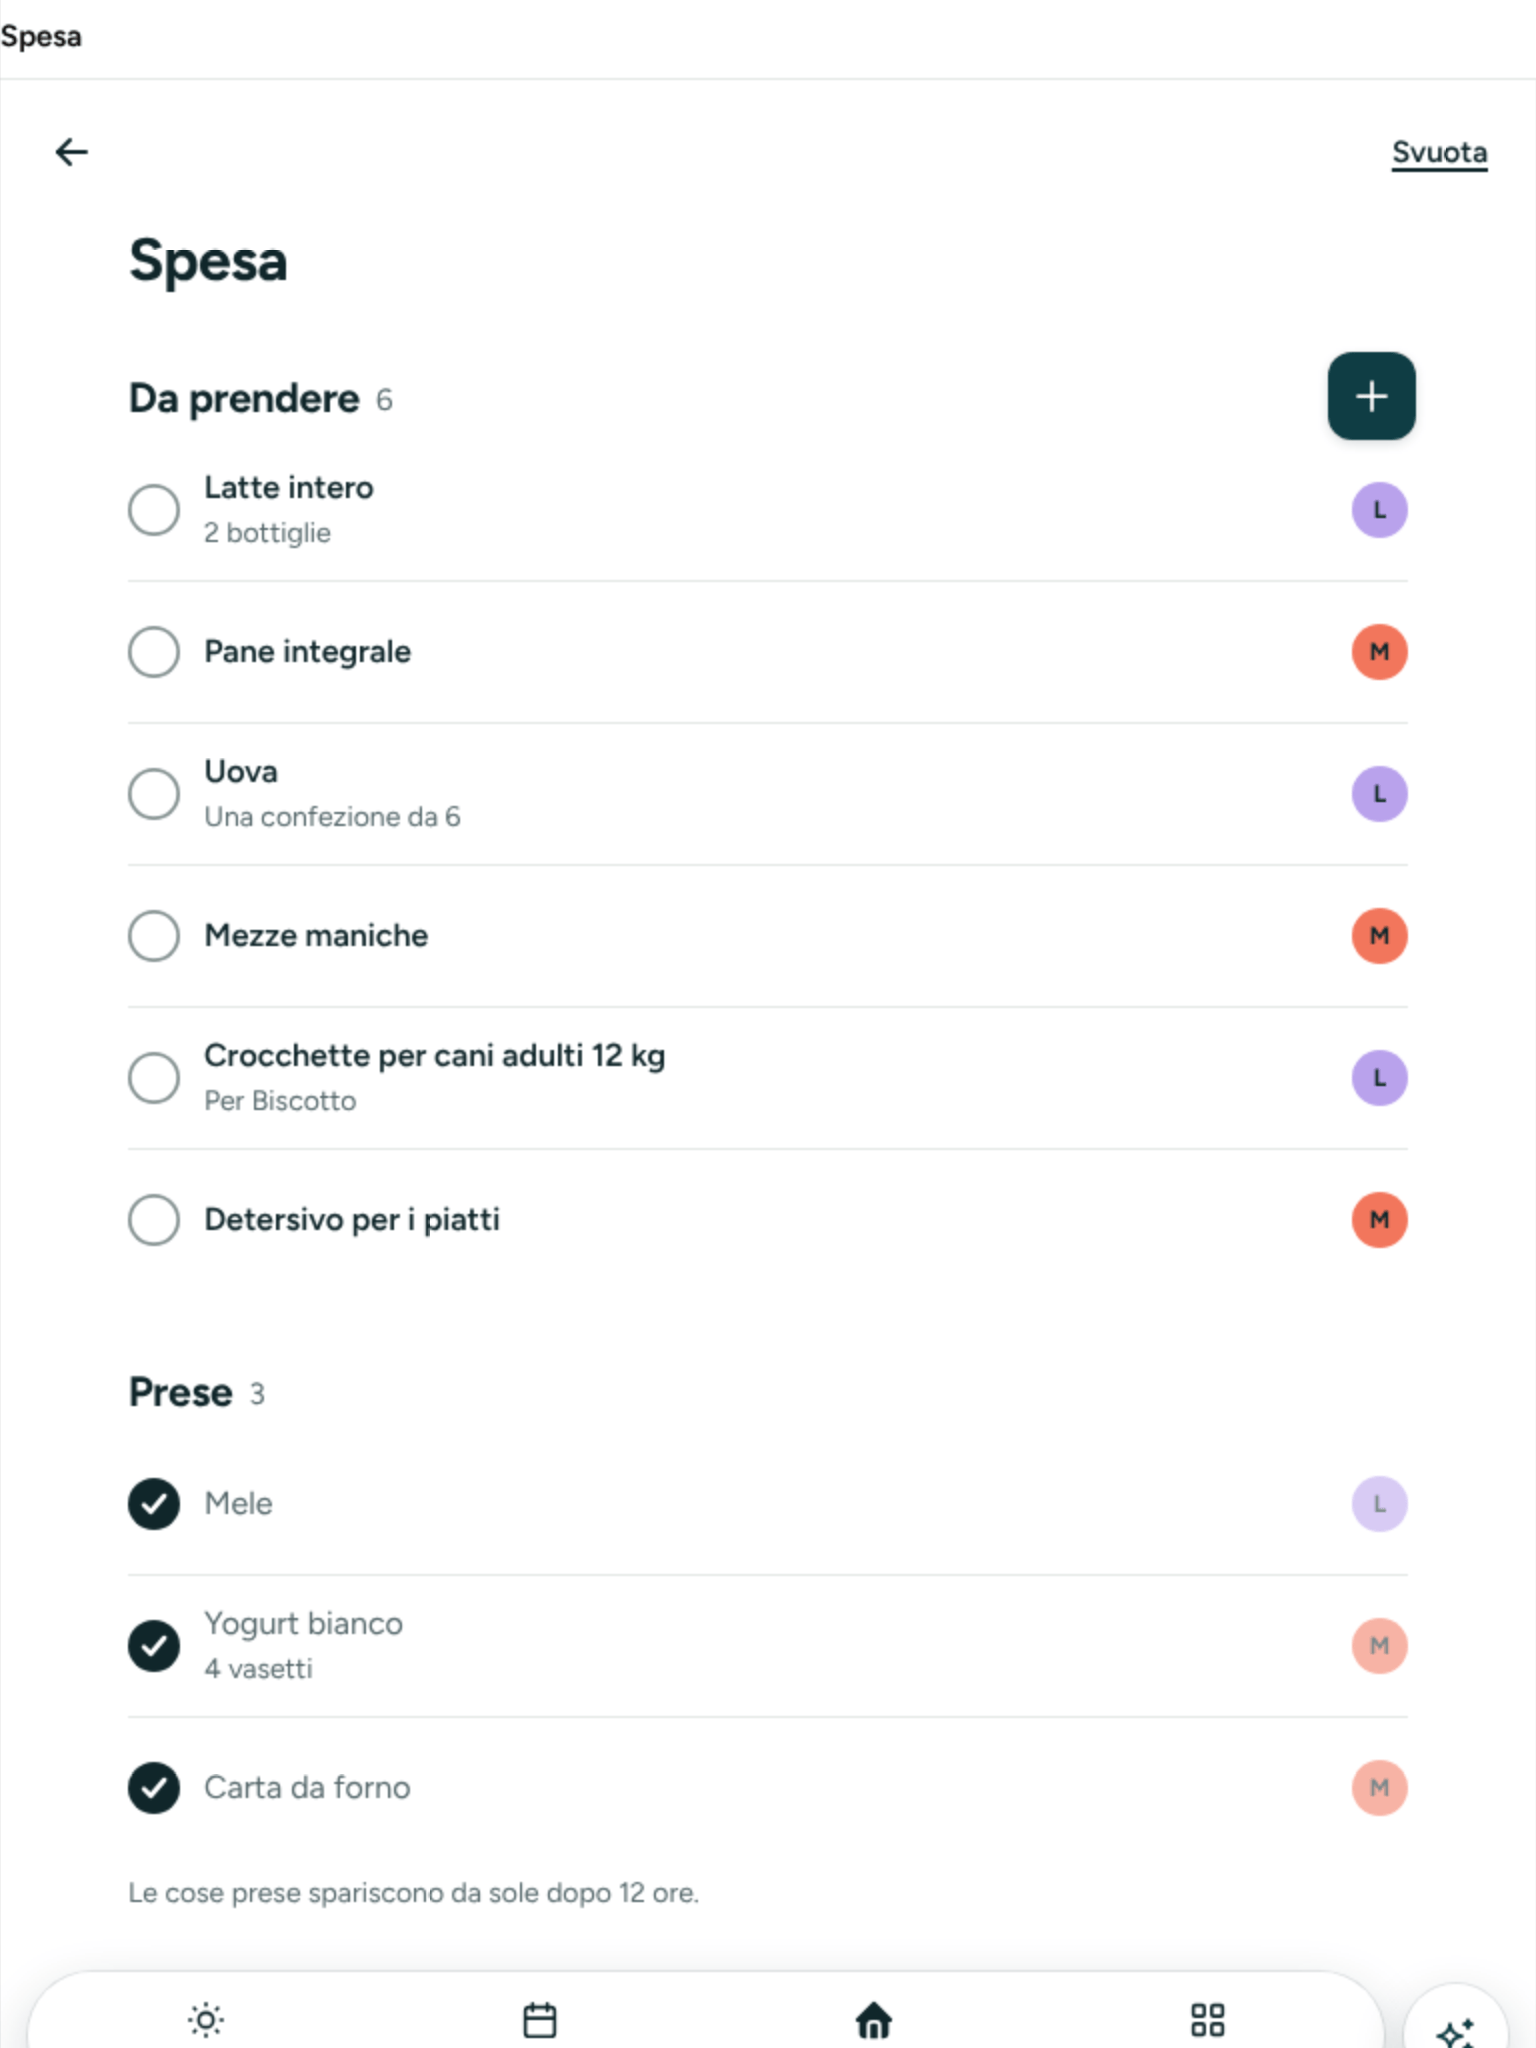 Spesa
Svuota
Spesa
Da prendere 6
Latte intero
L
2 bottiglie
Pane integrale
M
Uova
L
Una confezione da 6
Mezze maniche
M
Crocchette per cani adulti 12 kg
L
Per Biscotto
Detersivo per i piatti
M
Prese 3
Mele
L
Yogurt bianco
M
4 vasetti
Carta da forno
M
Le cose prese spariscono da sole dopo 12 ore.